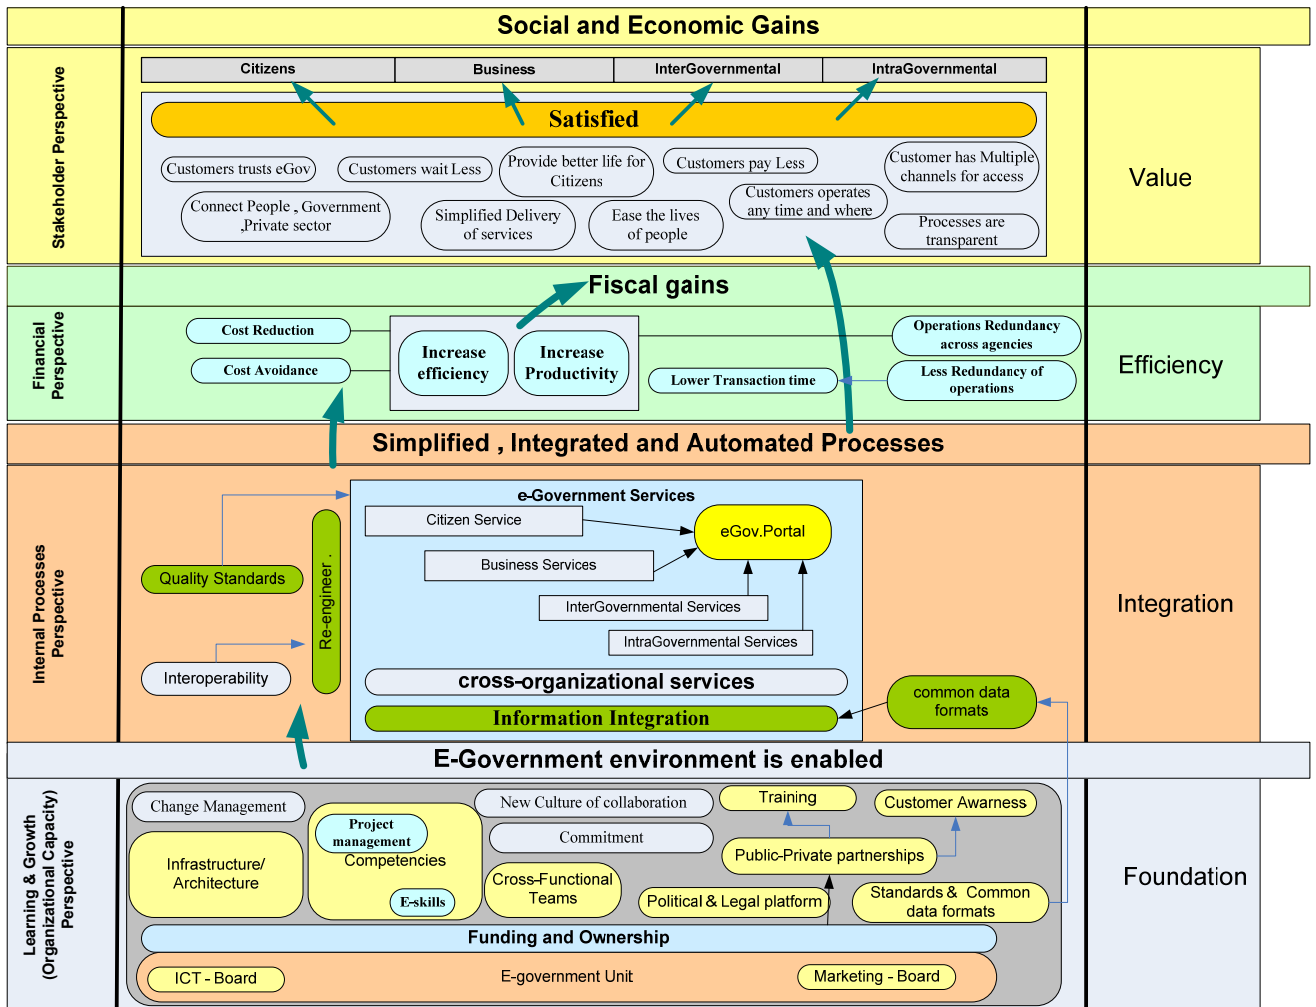 Social and Economic Gains
Stakeholder Perspective
Citizens
Business
InterGovernmental
IntraGovernmental
Satisfied
Customers trusts eGov
Customers wait Less
Provide better life for
Citizens
Customers pay Less
Customer has Multiple
channels for access
Connect People , Government
,Private sector
Simplified Delivery
of services
Ease the lives
of people
Customers operates
any time and where
Processes are
transparent
Value
Fiscal gains
Financial
Perspective
Cost Reduction
Cost Avoidance
Increase
efficiency
Increase
Productivity
Lower Transaction time
Operations Redundancy
across agencies
Less Redundancy of
operations
Efficiency
Simplified , Integrated and Automated Processes
Internal Processes
Perspective
Quality Standards
Interoperability
Re-engineer .
e-Government Services
Citizen Service
Business Services
InterGovernmental Services
IntraGovernmental Services
eGov.Portal
cross-organizational services
Information Integration
common data
formats
Integration
E-Government environment is enabled
Learning & Growth
(Organizational Capacity)
Perspective
Change Management
Infrastructure/
Architecture
Project
management
Competencies
E-skills
New Culture of collaboration
Commitment
Cross-Functional
Teams
Training
Customer Awarness
Public-Private partnerships
Political & Legal platform
Standards & Common
data formats
Funding and Ownership
ICT - Board
E-government Unit
Marketing - Board
Foundation